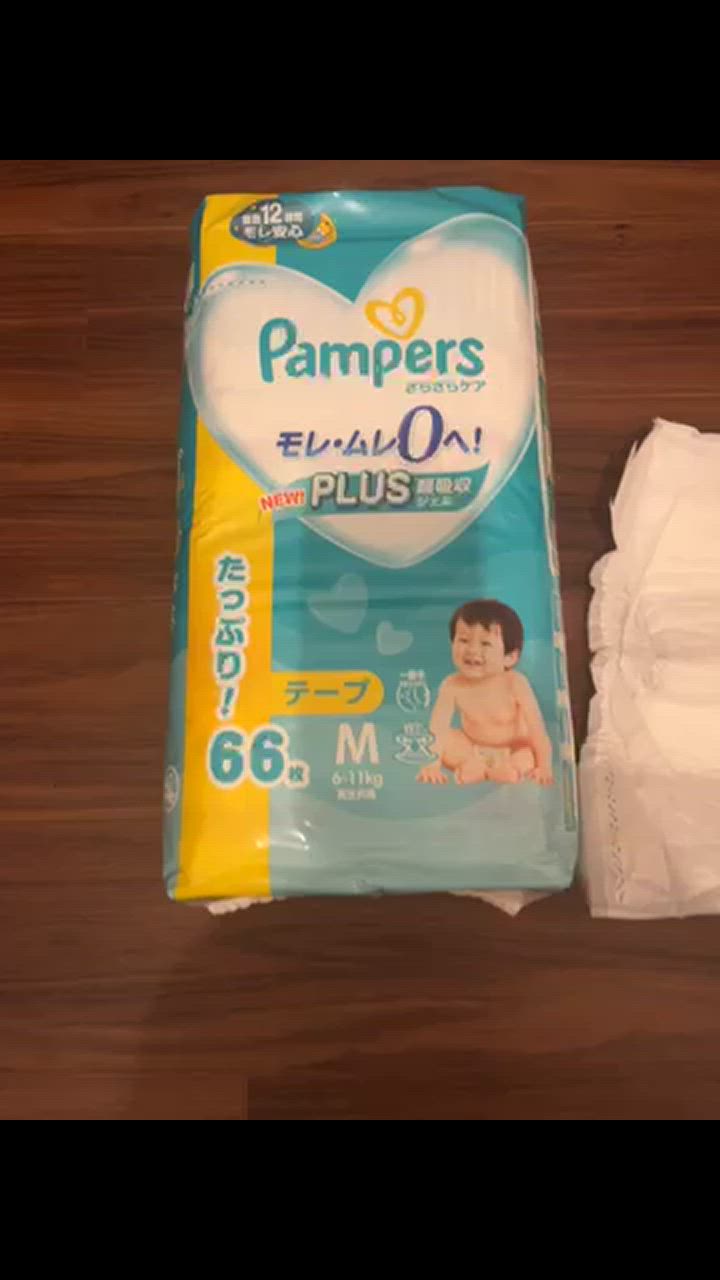 最高12時間
モレ安心
Pampers
さらさらケア
モレ・ムレ0へ!
NEW! PLUS 超吸収
ジェル
たっぷり!
66枚
テープ
M
6-11kg